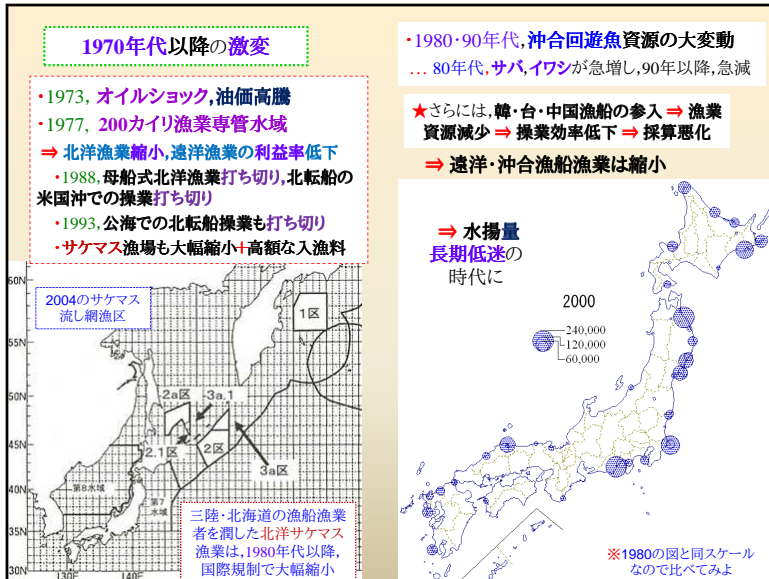 1970年代以降の激変
・1973, オイルショック,油価高騰
・1977, 200カイリ漁業専管水域
⇒ 北洋漁業縮小,遠洋漁業の利益率低下
・1988,母船式北洋漁業打ち切り,北転船の
米国沖での操業打ち切り
・1993,公海での北転船操業も打ち切り
・サケマス漁場も大幅縮小+高額な入漁料
60N
2004のサケマス
流し網漁区
1区
55N
50N
2a区
3a.1
45N
2.1区
2区
3a区
40N
第8水域
第7
水域
35N
30N
130E
140E
三陸・北海道の漁船漁業
者を潤した北洋サケマス
漁業は,1980年代以降,
国際規制で大幅縮小
・1980・90年代,沖合回遊魚資源の大変動
… 80年代,サバ,イワシが急増し,90年以降,急減
★さらには,韓・台・中国漁船の参入 ⇒ 漁業
資源減少 ⇒ 操業効率低下 ⇒ 採算悪化
⇒ 遠洋・沖合漁船漁業は縮小
⇒ 水揚量
長期低迷の
時代に
2000
240,000
120,000
60,000
※1980の図と同スケール
なので比べてみよ